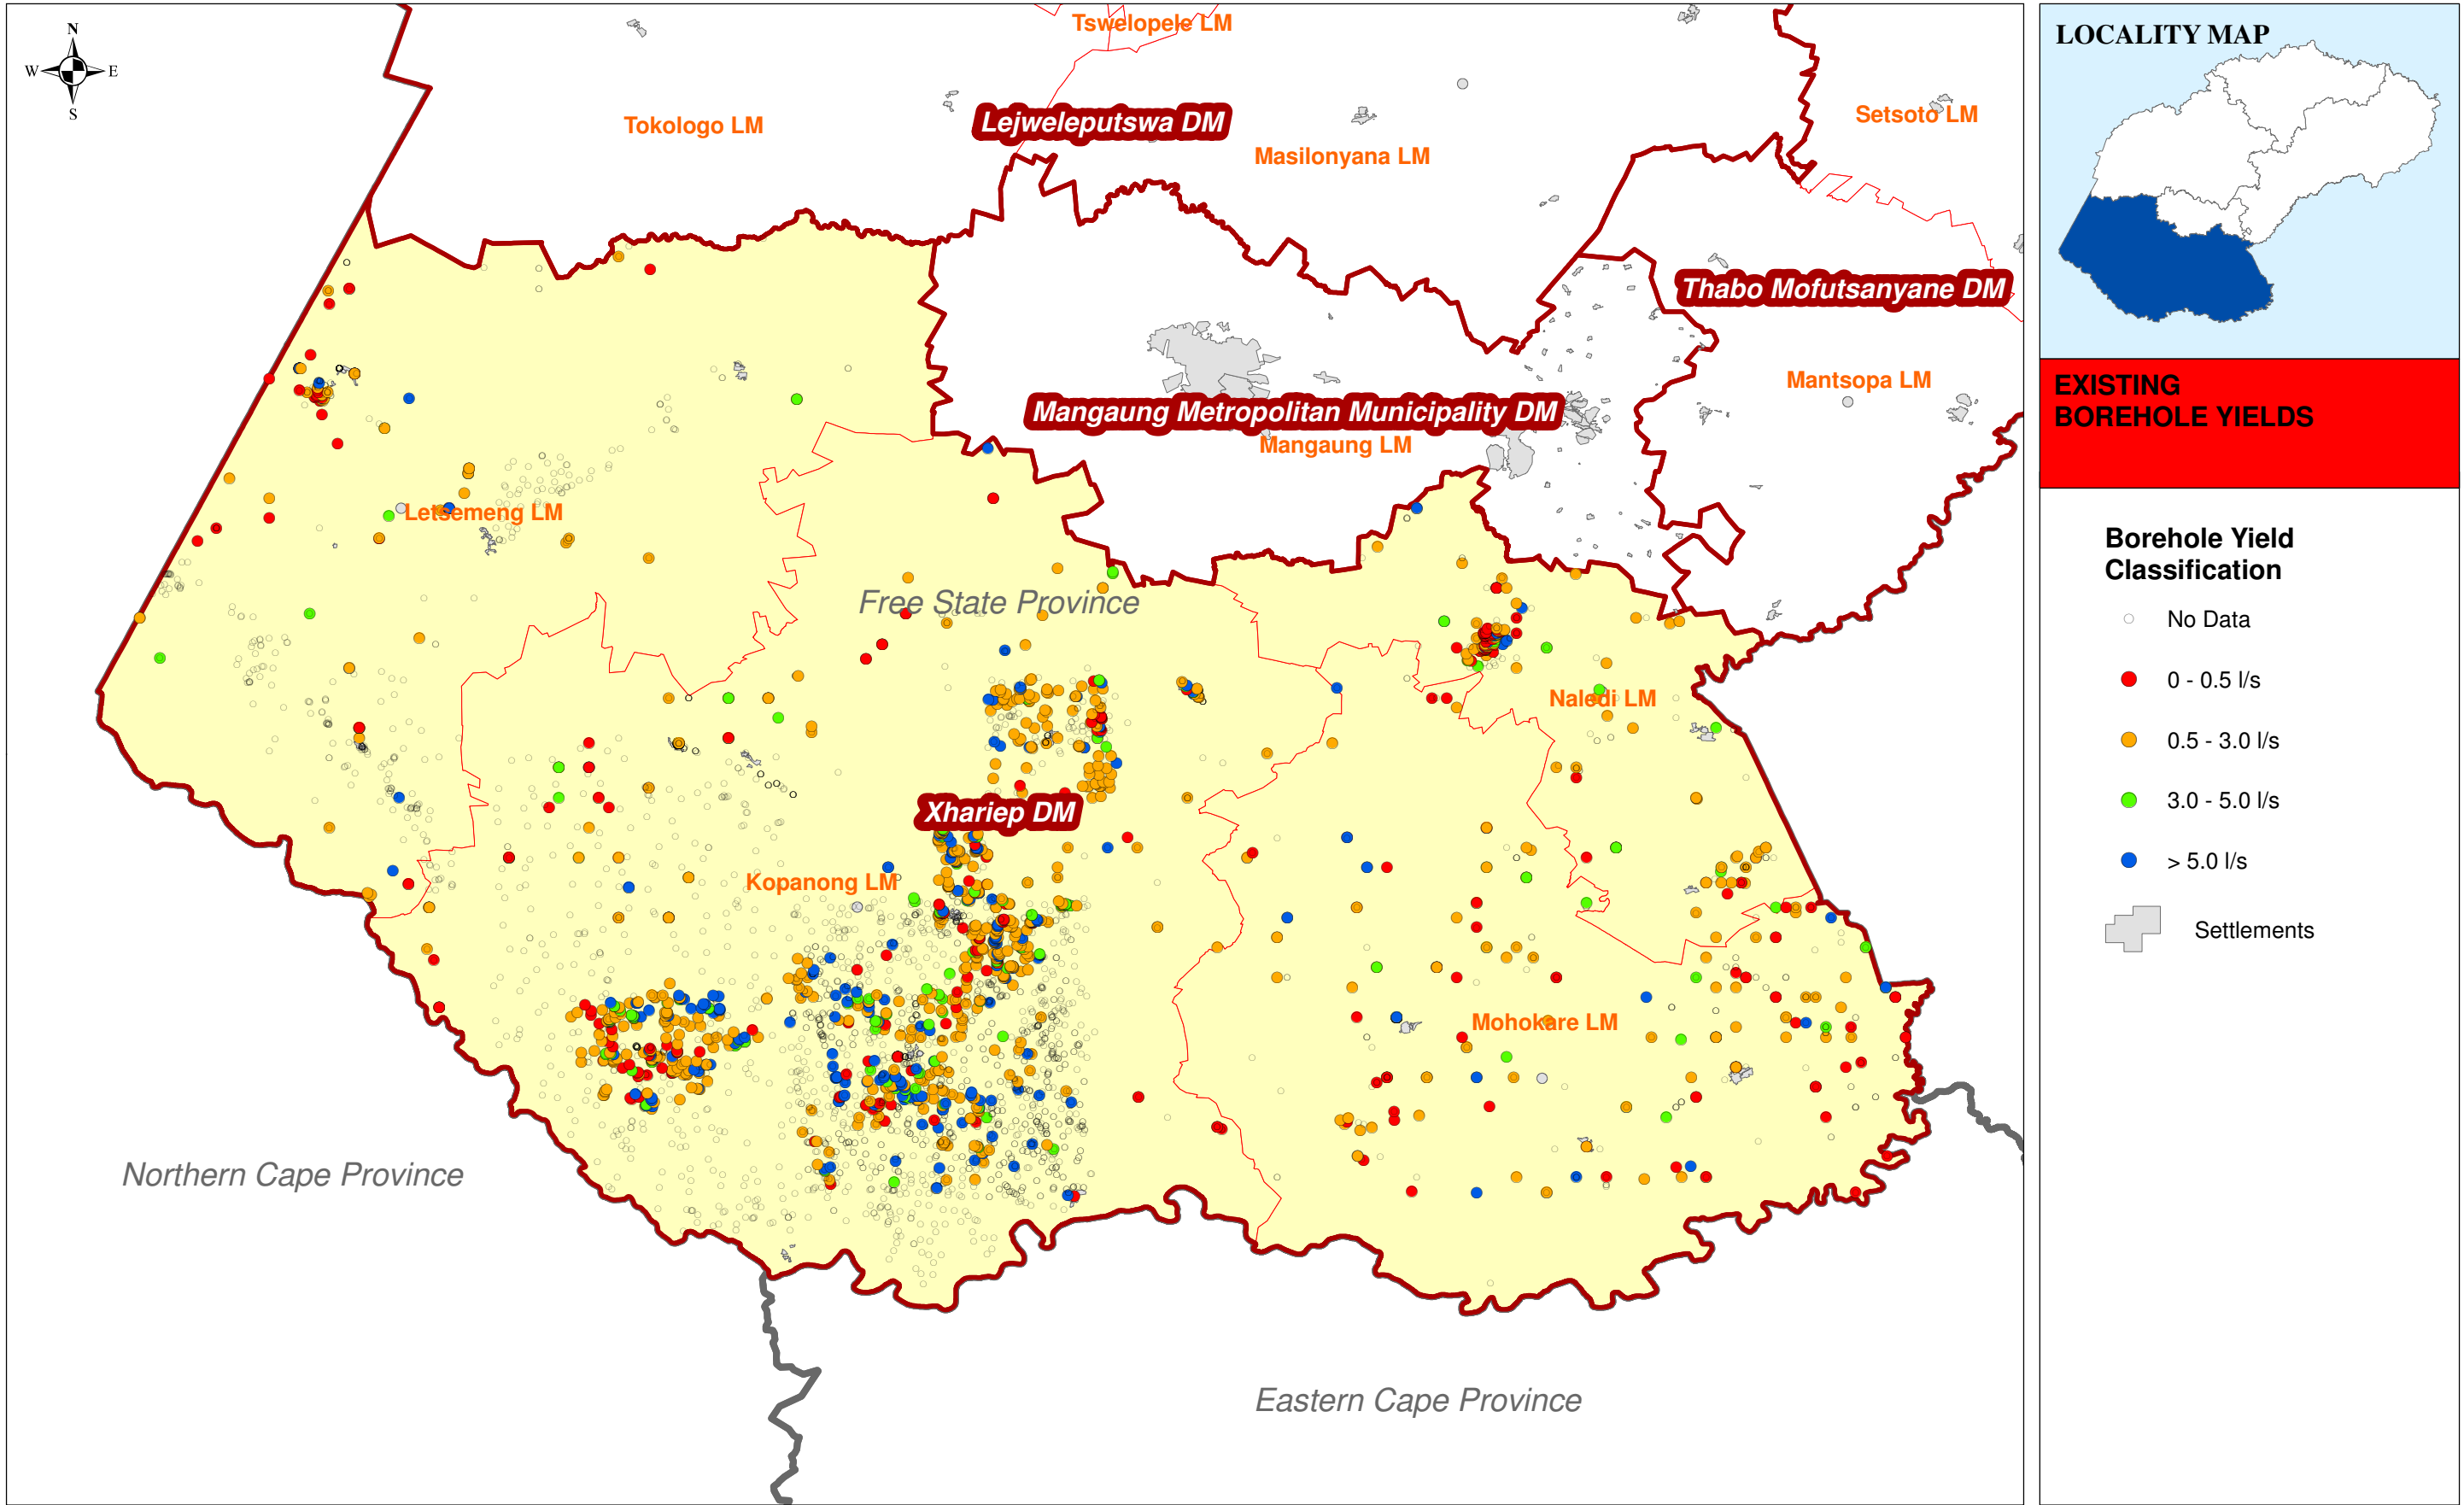 N
W
E
S
Tswelopele LM
Tokologo LM
Lejweleputswa DM
Masilonyana LM
Setsoto LM
Thabo Mofutsanyane DM
Mantsopa LM
Mangaung Metropolitan Municipality DM
Mangaung LM
Letsemeng LM
Free State Province
Naledi LM
Xhariep DM
Kopanong LM
Mohokare LM
Northern Cape Province
Eastern Cape Province
LOCALITY MAP
EXISTING
BOREHOLE YIELDS
Borehole Yield
Classification
No Data
0 - 0.5 l/s
0.5 - 3.0 l/s
3.0 - 5.0 l/s
> 5.0 l/s
Settlements